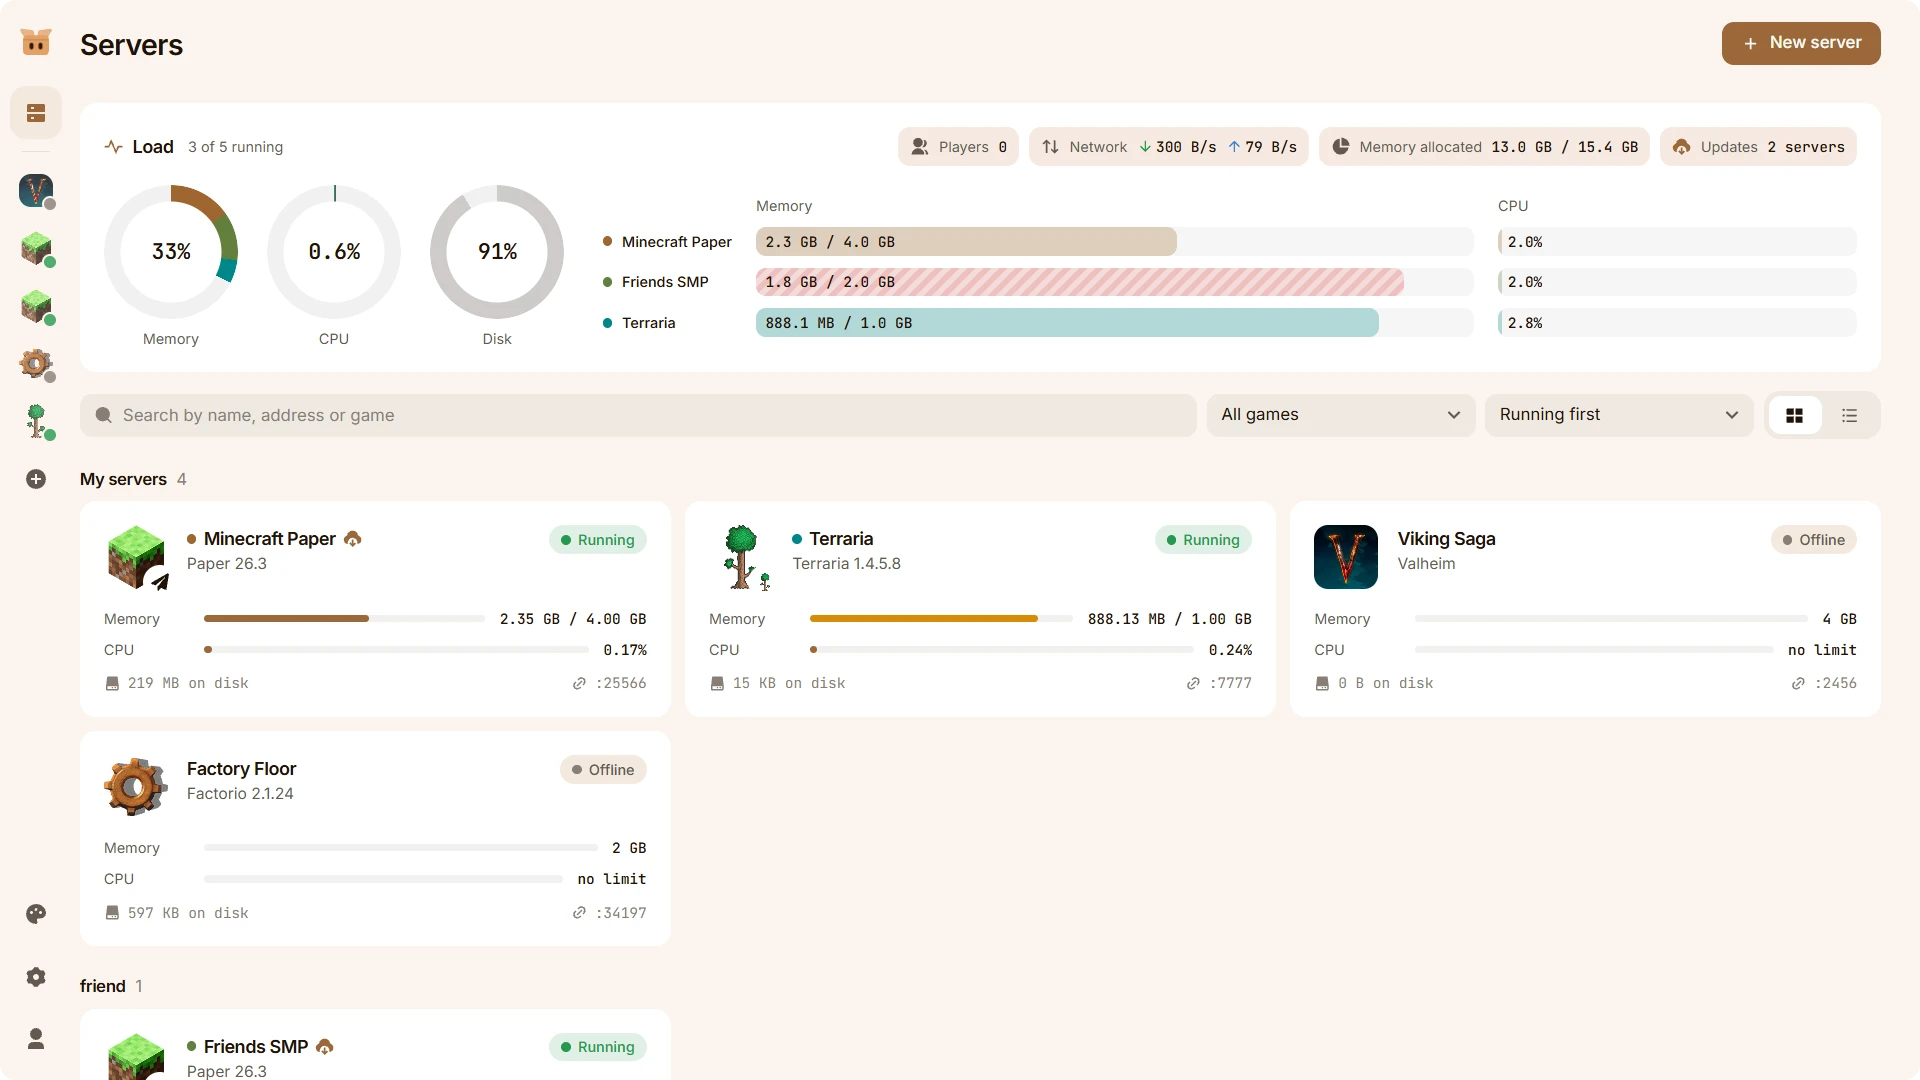 Servers
+ New server
Load 3 of 5 running
Players 0
Network 300 B/s 79 B/s
Memory allocated 13.0 GB / 15.4 GB
Updates 2 servers
33%
Memory
0.6%
CPU
91%
Disk
Memory CPU
Minecraft Paper 2.3 GB / 4.0 GB 2.0%
Friends SMP 1.8 GB / 2.0 GB 2.0%
Terraria 888.1 MB / 1.0 GB 2.8%
Search by name, address or game
All games
Running first
My servers 4
Minecraft Paper
Running
Paper 26.3
Memory 2.35 GB / 4.00 GB
CPU 0.17%
219 MB on disk :25566
Terraria
Running
Terraria 1.4.5.8
Memory 888.13 MB / 1.00 GB
CPU 0.24%
15 KB on disk :7777
Viking Saga
Offline
Valheim
Memory 4 GB
CPU no limit
0 B on disk :2456
Factory Floor
Offline
Factorio 2.1.24
Memory 2 GB
CPU no limit
597 KB on disk :34197
friend 1
Friends SMP
Running
Paper 26.3